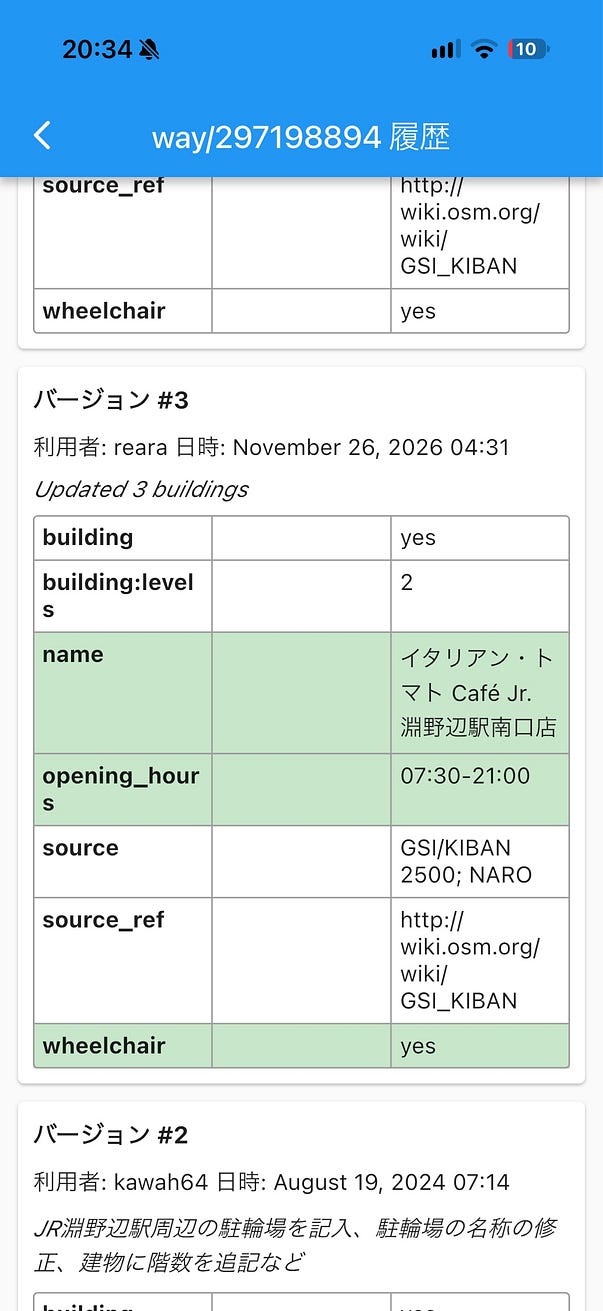 20:34
10
way/297198894 履歴
source_ref
http://
wiki.osm.org/
wiki/
GSI_KIBAN
wheelchair
yes
バージョン #3
利用者: reara 日時: November 26, 2026 04:31
Updated 3 buildings
building
yes
building:level
s
2
name
イタリアン・ト
マト Café Jr.
淵野辺駅南口店
opening_hour
s
07:30-21:00
source
GSI/KIBAN
2500; NARO
source_ref
http://
wiki.osm.org/
wiki/
GSI_KIBAN
wheelchair
yes
バージョン #2
利用者: kawah64 日時: August 19, 2024 07:14
JR淵野辺駅周辺の駐輪場を記入、駐輪場の名称の修
正、建物に階数を追記など
building
yes